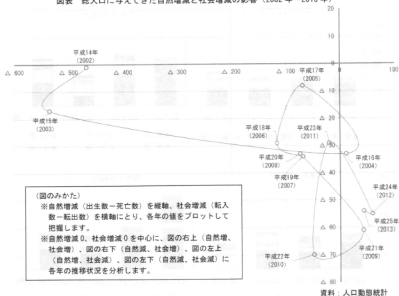 図表　総人口に与えてきた自然増減と社会増減の影響（2002年－2013年）
△ 600
△ 500
△ 400
△ 300
△ 200
△ 100
0
100
平成14年
（2002）
平成17年
（2005）
△ 10
平成15年
（2003）
△ 20
平成18年
（2006）
平成23年
（2011）
△ 30
平成20年
（2008）
平成16年
（2004）
平成19年
（2007）
△ 40
平成24年
（2012）
△ 50
平成25年
（2013）
△ 60
平成21年
（2009）
平成22年
（2010）
△ 70
△ 80
（図のみかた）
※自然増減（出生数－死亡数）を縦軸、社会増減（転入
数－転出数）を横軸にとり、各年の値をプロットして
把握します。
※自然増減０、社会増減０を中心に、図の右上（自然増、
社会増）、図の右下（自然減、社会増）、図の左上
（自然増、社会減）、図の左下（自然減、社会減）に
各年の推移状況を分析します。
資料：人口動態統計